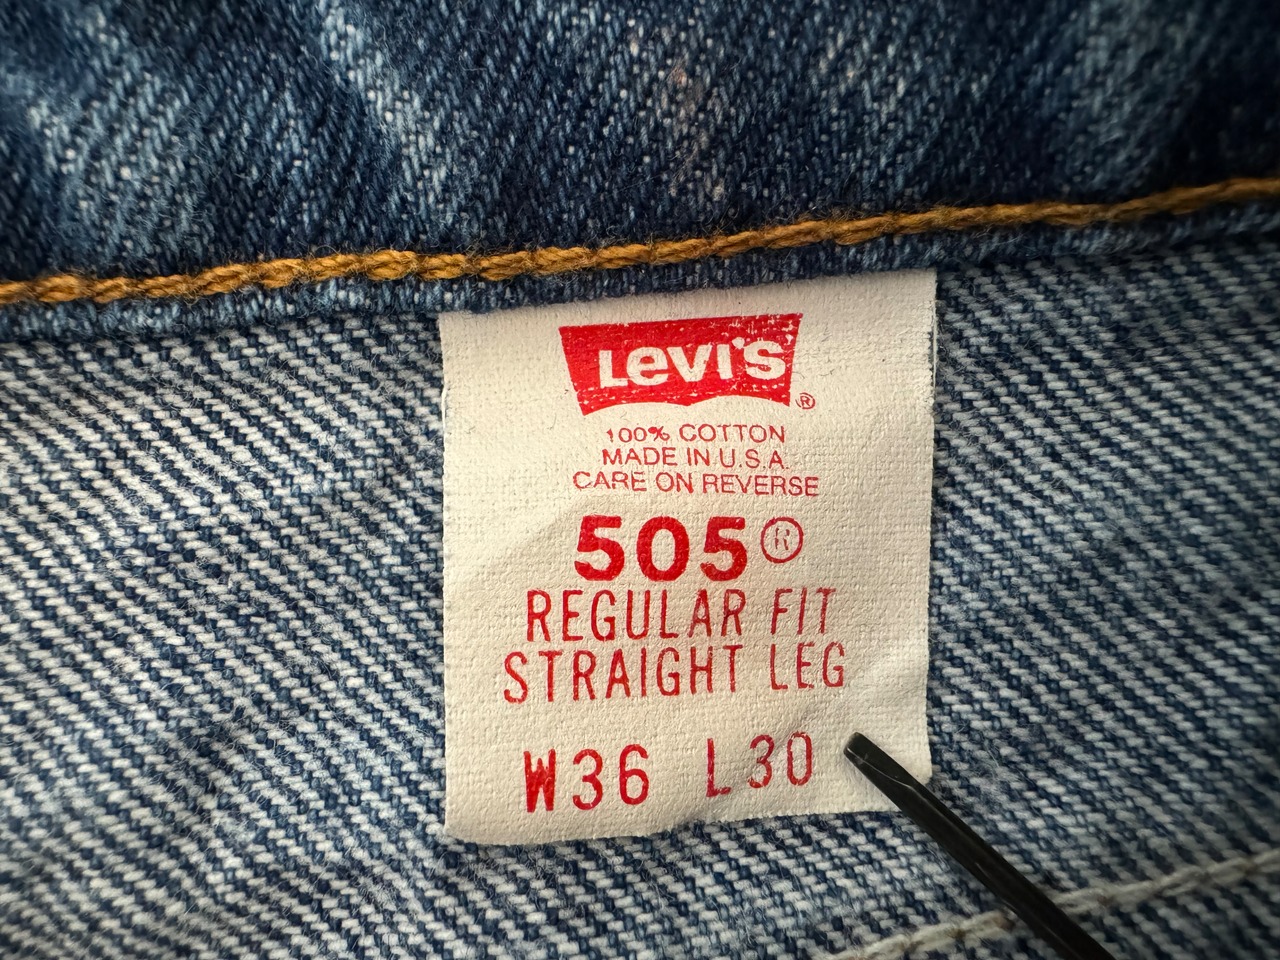 Levi's®
100% COTTON
MADE IN U.S.A.
CARE ON REVERSE
505®
REGULAR FIT
STRAIGHT LEG
W36 L30